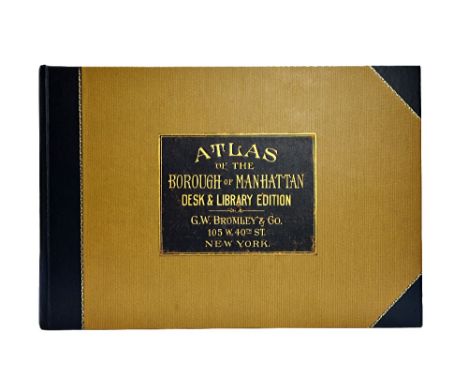 ATLAS
OF THE
BOROUGH OF MANHATTAN
DESK & LIBRARY EDITION
G.W. BROMLEY & CO.
105 W. 40TH ST.
NEW YORK